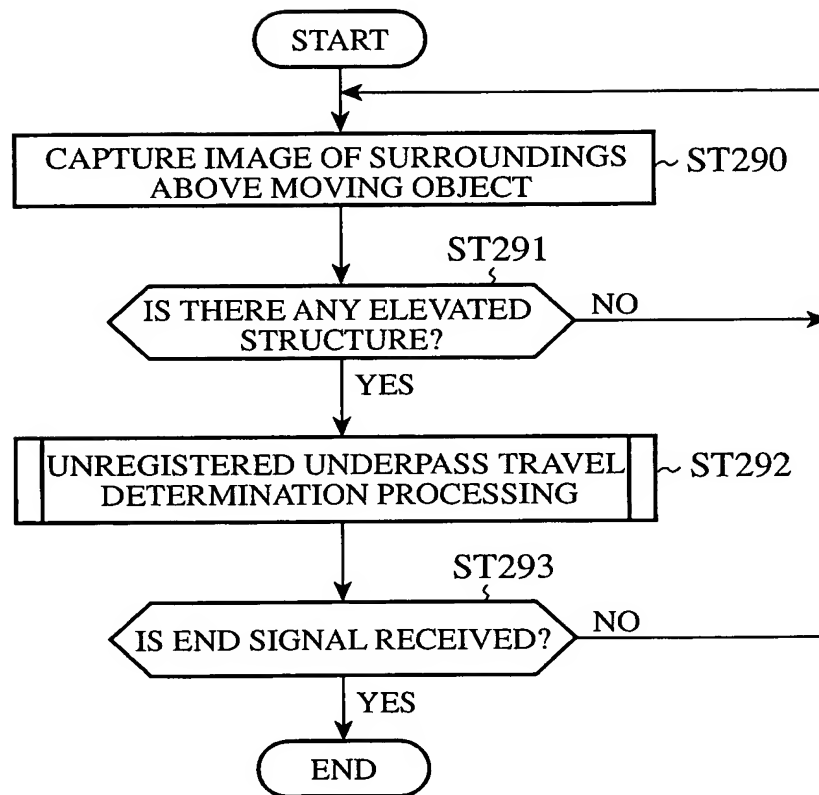 START
CAPTURE IMAGE OF SURROUNDINGS
ABOVE MOVING OBJECT
ST290
ST291
IS THERE ANY ELEVATED
STRUCTURE?
NO
YES
UNREGISTERED UNDERPASS TRAVEL
DETERMINATION PROCESSING
ST292
ST293
IS END SIGNAL RECEIVED?
NO
YES
END